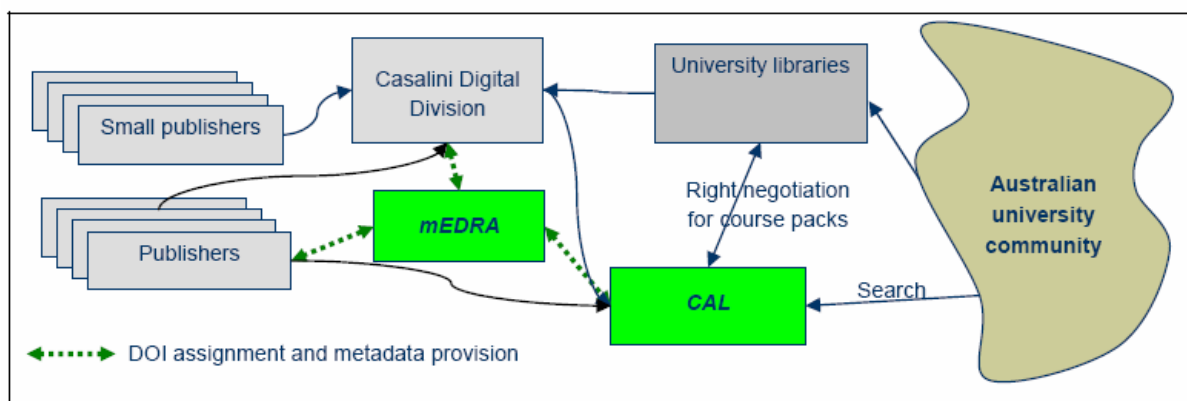 Casalini Digital
Division
University libraries
Small publishers
Right negotiation
for course packs
Australian
university
community
mEDRA
Publishers
CAL
Search
DOI assignment and metadata provision